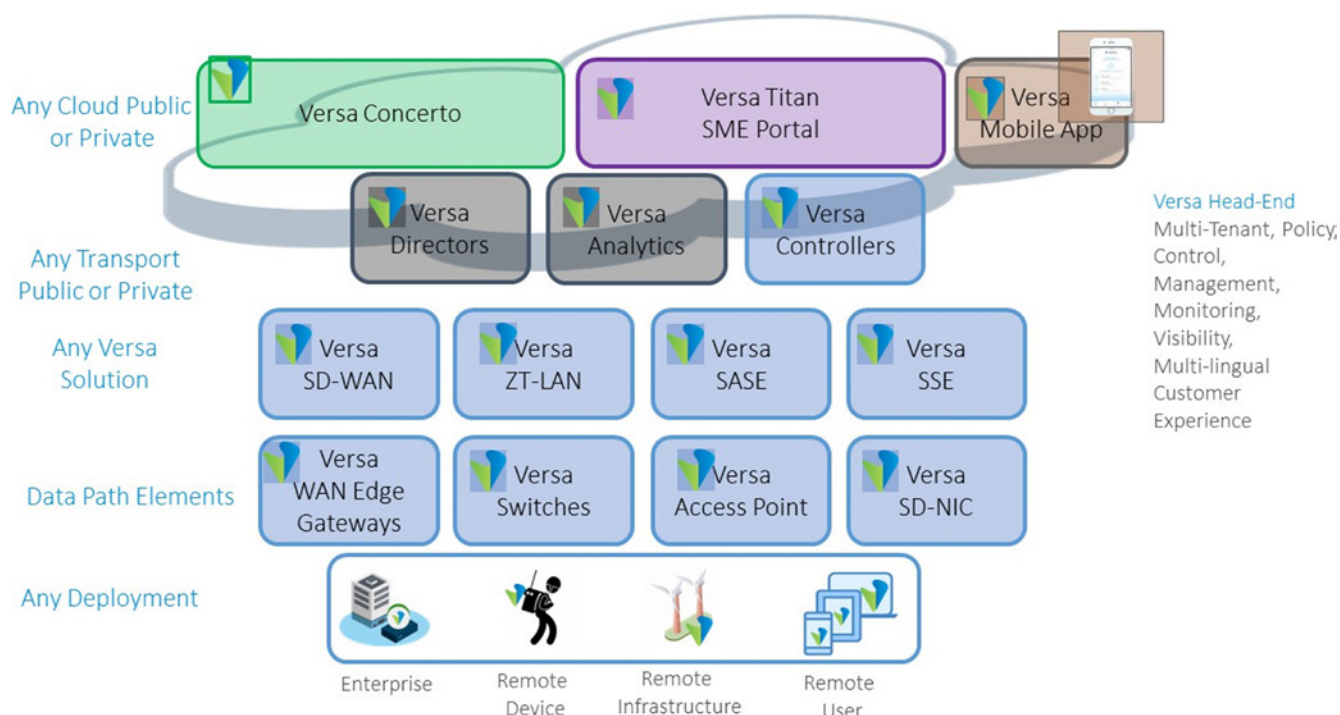 Any Cloud Public
or Private
Versa Concerto
Versa Titan
SME Portal
Versa
Mobile App
Any Transport
Public or Private
Versa
Directors
Versa
Analytics
Versa
Controllers
Versa Head-End
Multi-Tenant, Policy,
Control,
Management,
Monitoring,
Visibility,
Multi-lingual
Customer
Experience
Any Versa
Solution
Versa
SD-WAN
Versa
ZT-LAN
Versa
SASE
Versa
SSE
Data Path Elements
Versa
WAN Edge
Gateways
Versa
Switches
Versa
Access Point
Versa
SD-NIC
Any Deployment
Enterprise
Remote
Device
Remote
Infrastructure
Remote
User